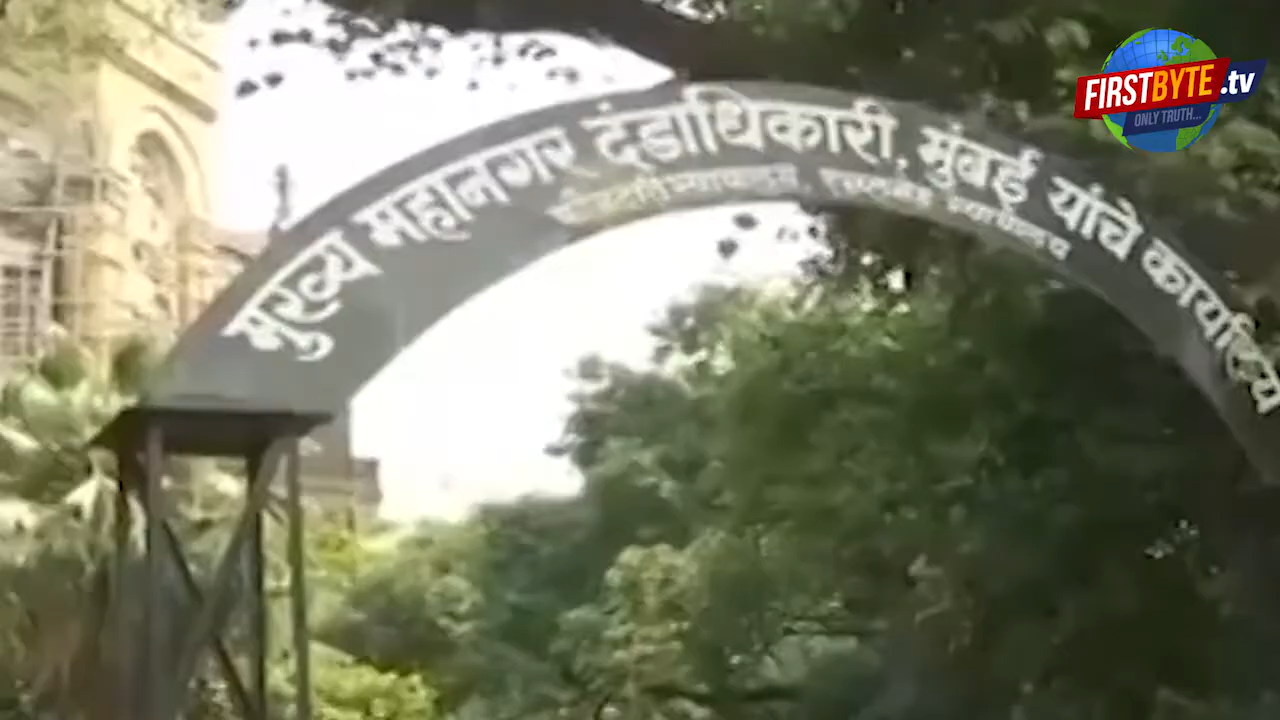 मुख्य महानगर दंडाधिकारी, मुंबई यांचे कार्यालय
FIRSTBYTE.tv
ONLY TRUTH...